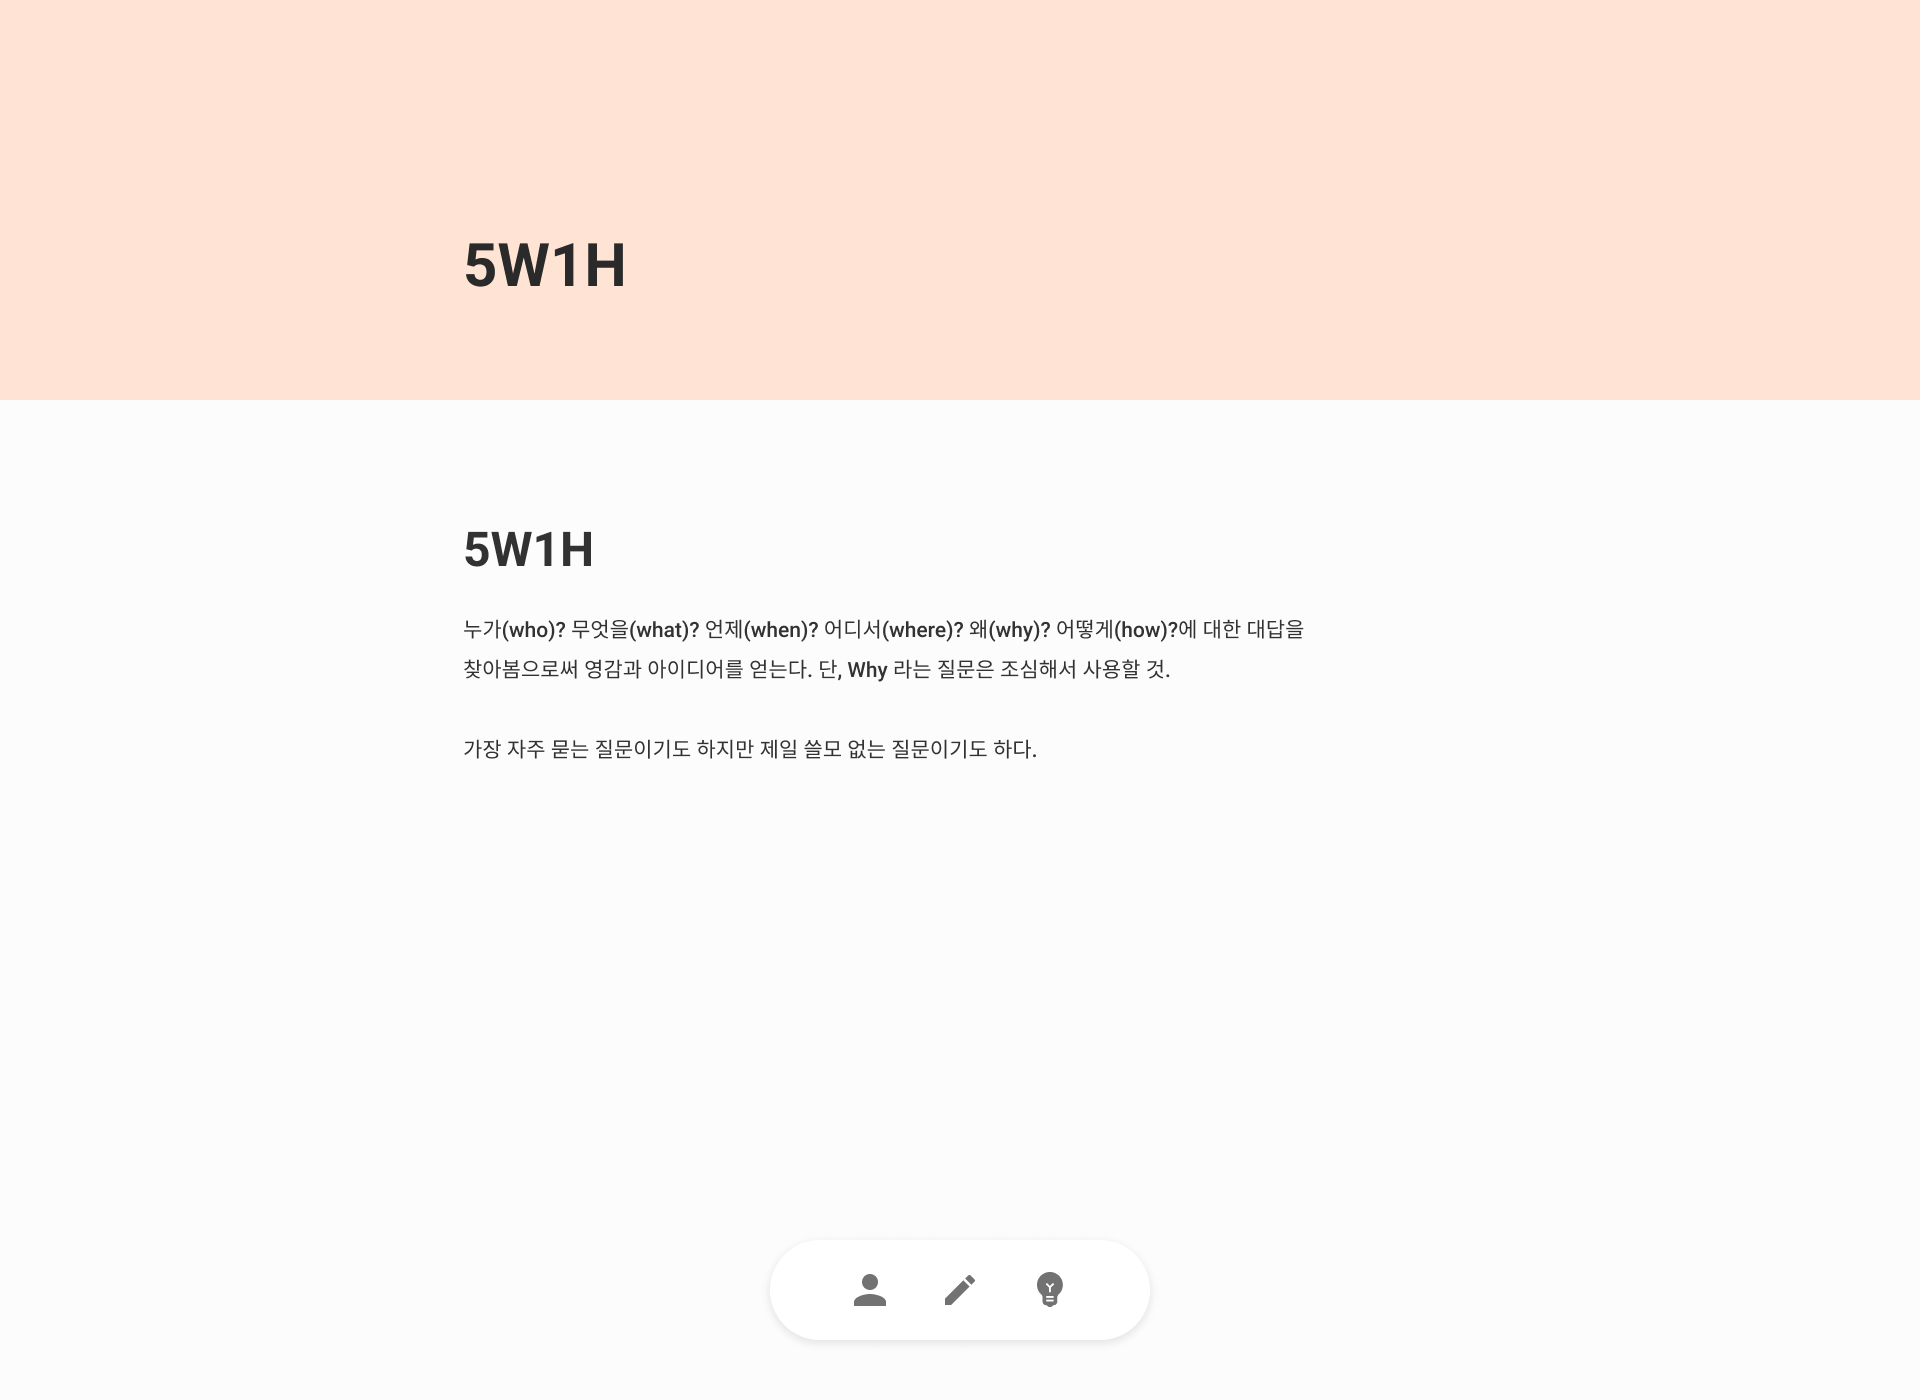 5W1H
5W1H
누가(who)? 무엇을(what)? 언제(when)? 어디서(where)? 왜(why)? 어떻게(how)?에 대한 대답을
찾아봄으로써 영감과 아이디어를 얻는다. 단, Why 라는 질문은 조심해서 사용할 것.
가장 자주 묻는 질문이기도 하지만 제일 쓸모 없는 질문이기도 하다.